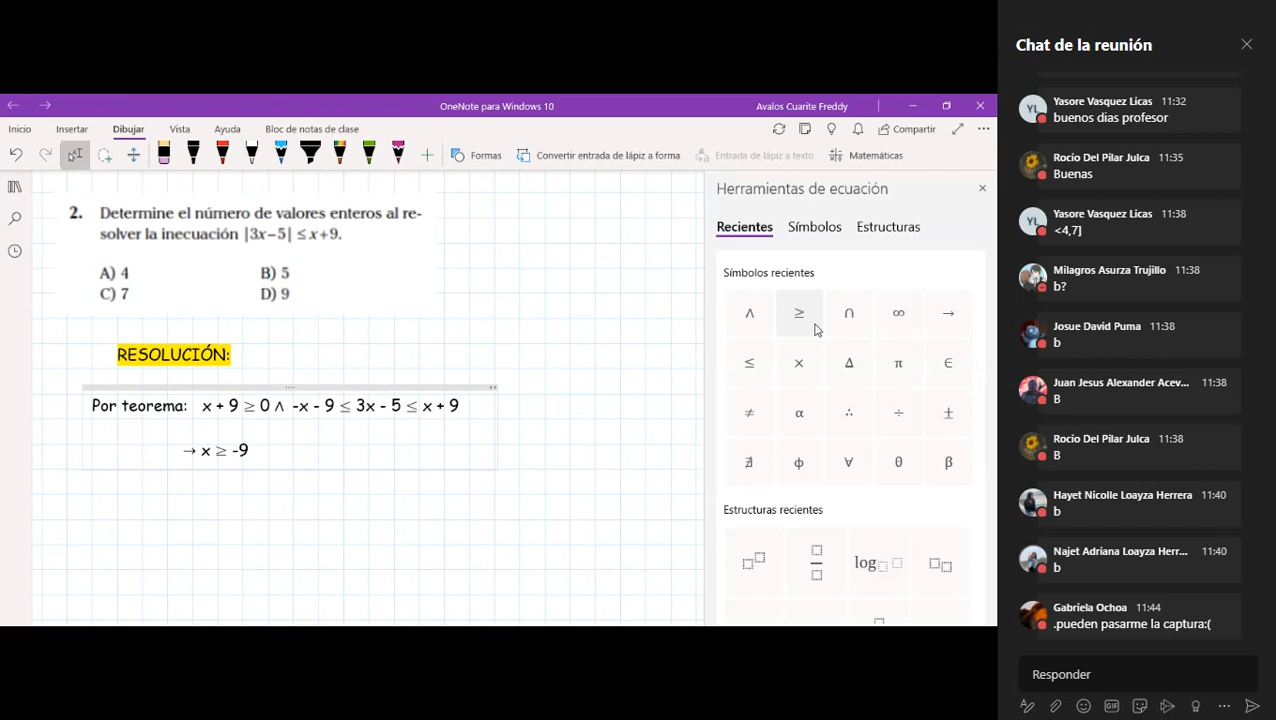 OneNote para Windows 10
Avalos Cuarite Freddy
Inicio Insertar Dibujar Vista Ayuda Bloc de notas de clase
Compartir
Formas
Convertir entrada de lápiz a forma
Entrada de lápiz a texto
Matemáticas
2. Determine el número de valores enteros al re-
solver la inecuación |3x−5| ≤ x+9.
A) 4 B) 5
C) 7 D) 9
RESOLUCIÓN:
Por teorema: x + 9 ≥ 0 ∧ -x - 9 ≤ 3x - 5 ≤ x + 9
→ x ≥ -9
Herramientas de ecuación
Recientes Símbolos Estructuras
Símbolos recientes
∧ ≥ ∩ ∞ →
≤ × Δ π ∈
≠ α ∴ ÷ ±
∄ ϕ ∀ θ β
Estructuras recientes
log
Chat de la reunión
Yasore Vasquez Licas 11:32
YL
buenos dias profesor
Rocio Del Pilar Julca 11:35
Buenas
Yasore Vasquez Licas 11:38
YL
<4,7]
Milagros Asurza Trujillo 11:38
b?
Josue David Puma 11:38
b
Juan Jesus Alexander Acev... 11:38
B
Rocio Del Pilar Julca 11:38
B
Hayet Nicolle Loayza Herrera 11:40
b
Najet Adriana Loayza Herr... 11:40
b
Gabriela Ochoa 11:44
.pueden pasarme la captura:(
Responder
GIF